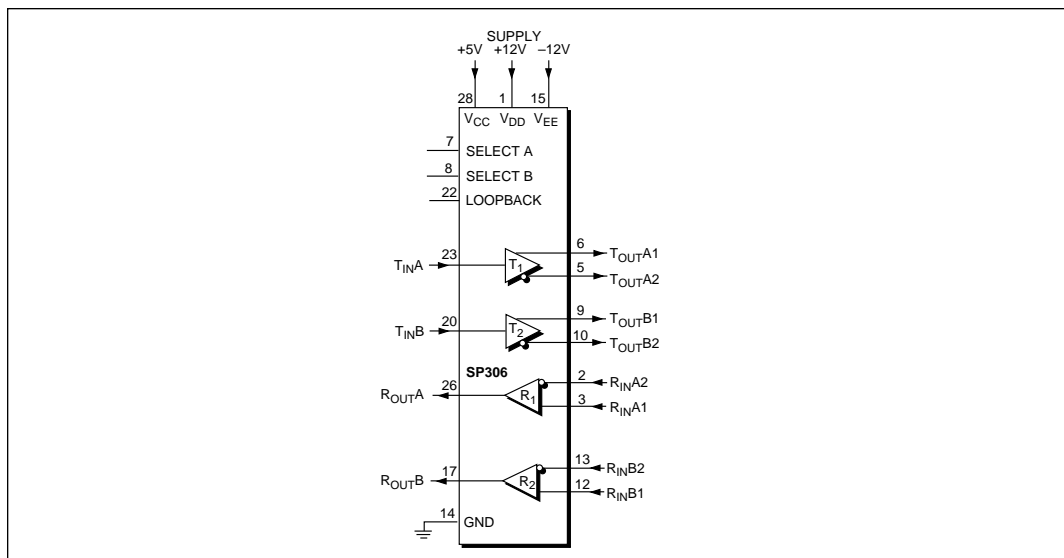 SUPPLY
+5V +12V –12V
28 1 15
VCC VDD VEE
7 SELECT A
8 SELECT B
22 LOOPBACK
TINA 23 T1 6 TOUTA1
5 TOUTA2
TINB 20 T2 9 TOUTB1
10 TOUTB2
SP306
ROUTA 26 R1 2 RINA2
3 RINA1
ROUTB 17 R2 13 RINB2
12 RINB1
14 GND